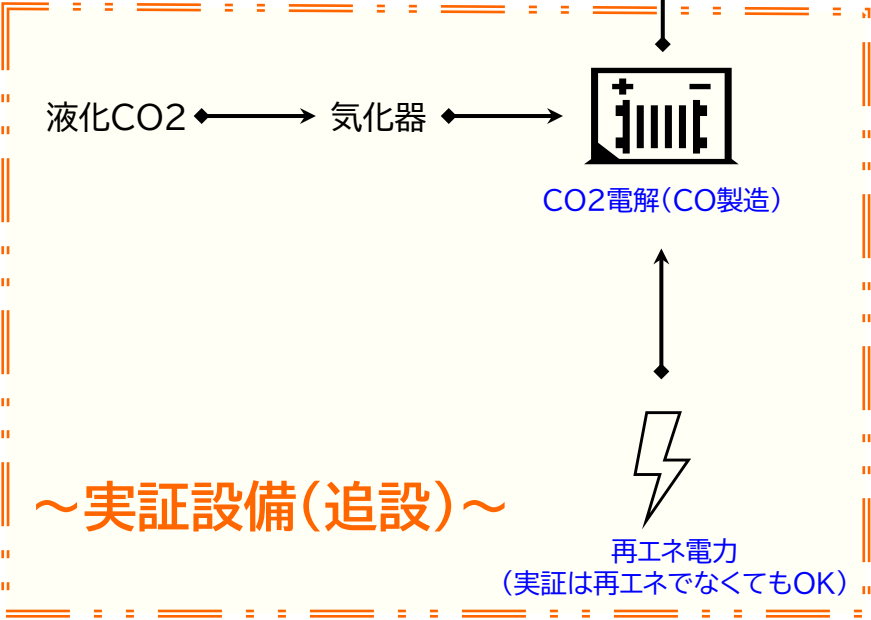 液化CO2
気化器
CO2電解(CO製造)
～実証設備(追設)～
再エネ電力
(実証は再エネでなくてもOK)